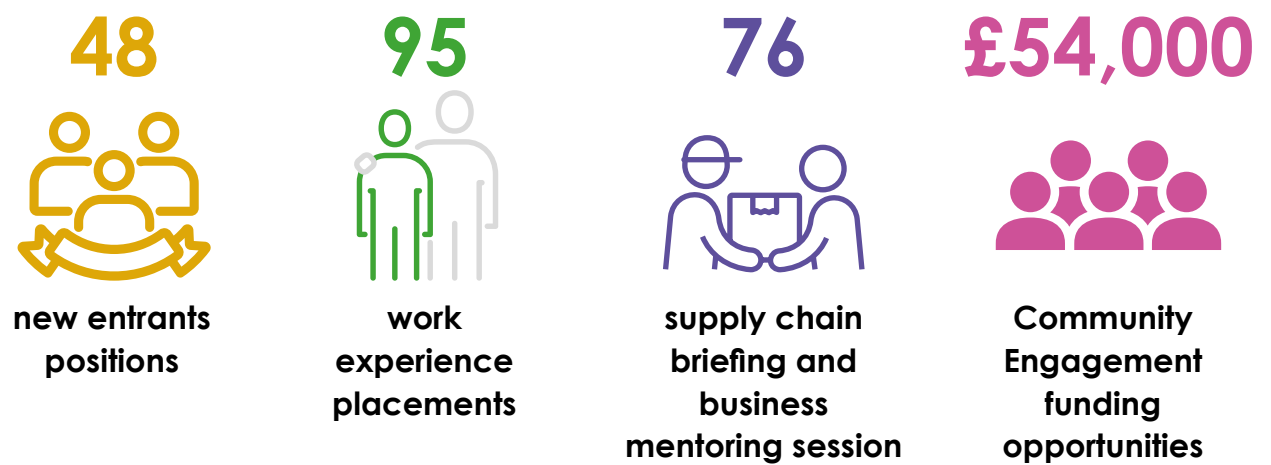 48
new entrants
positions
95
work
experience
placements
76
supply chain
briefing and
business
mentoring session
£54,000
Community
Engagement
funding
opportunities